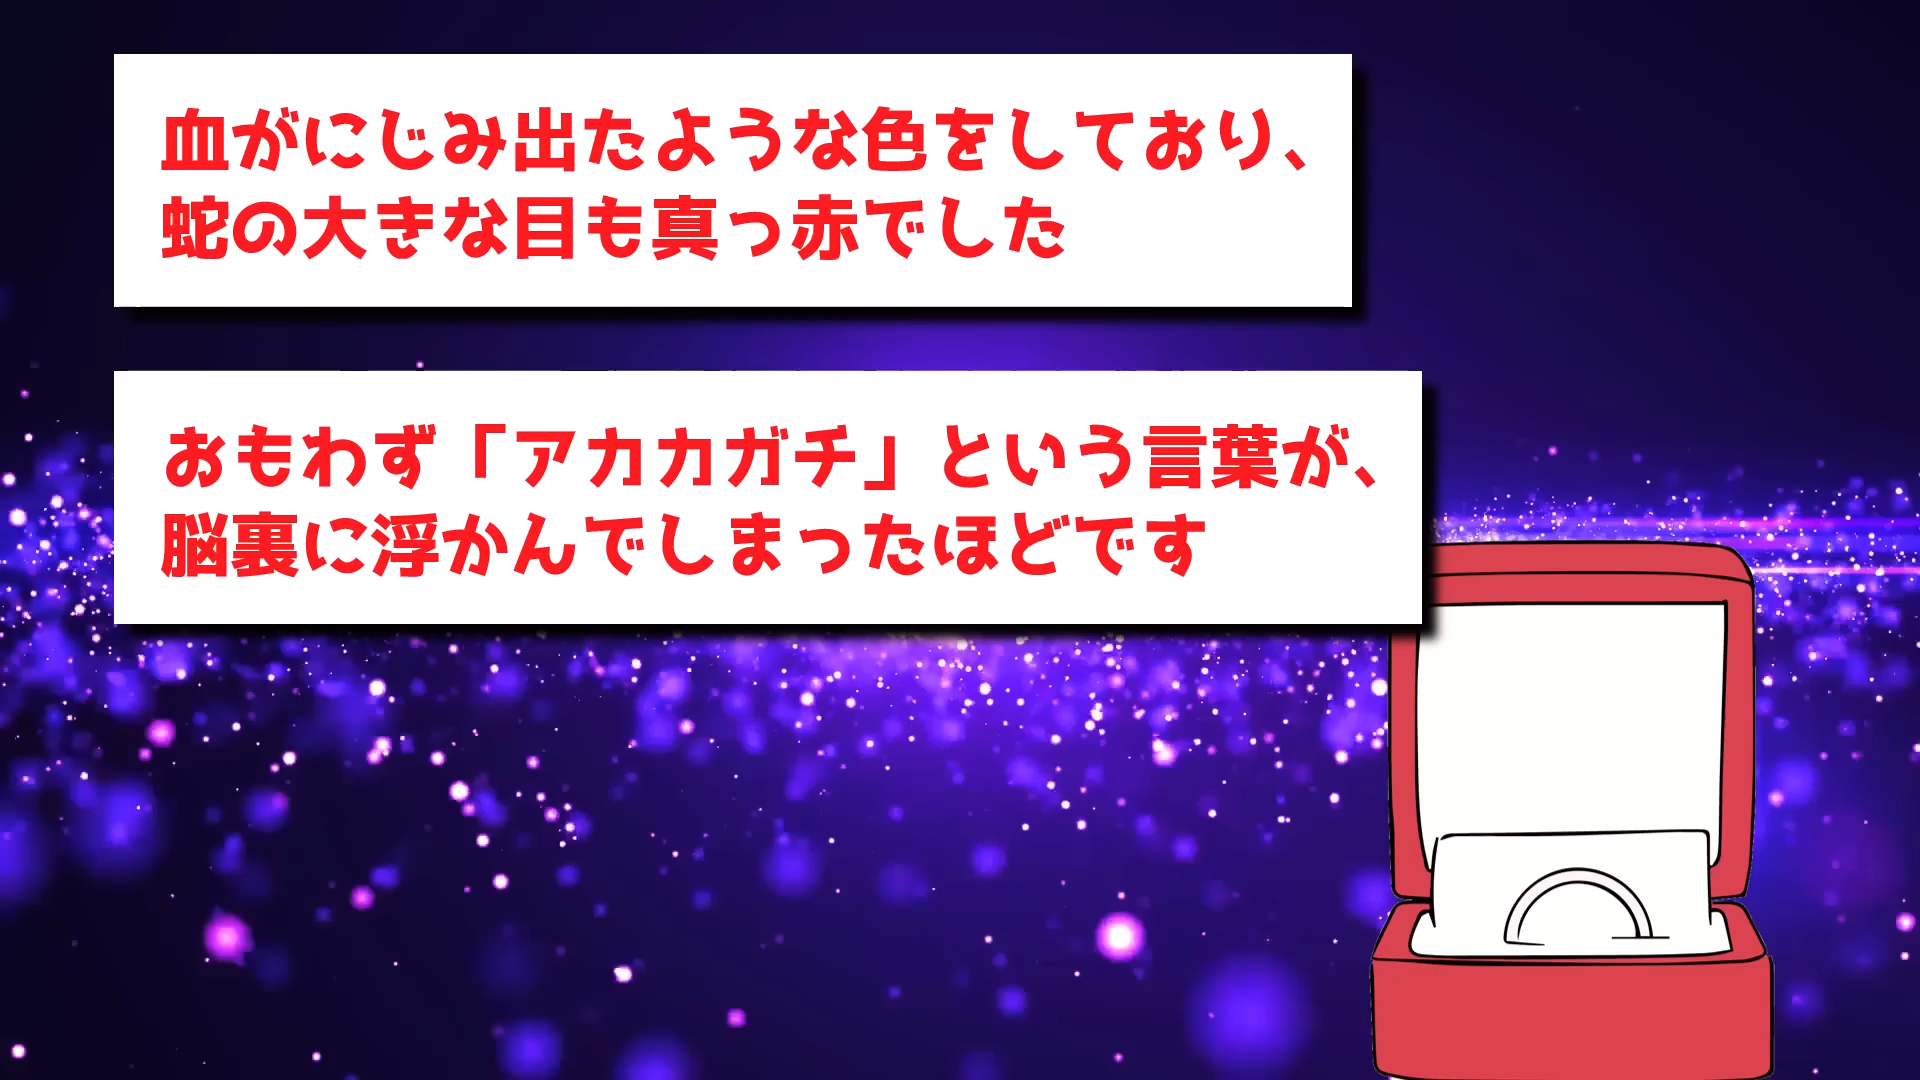 血がにじみ出たような色をしており、
蛇の大きな目も真っ赤でした
おもわず「アカカガチ」という言葉が、
脳裏に浮かんでしまったほどです